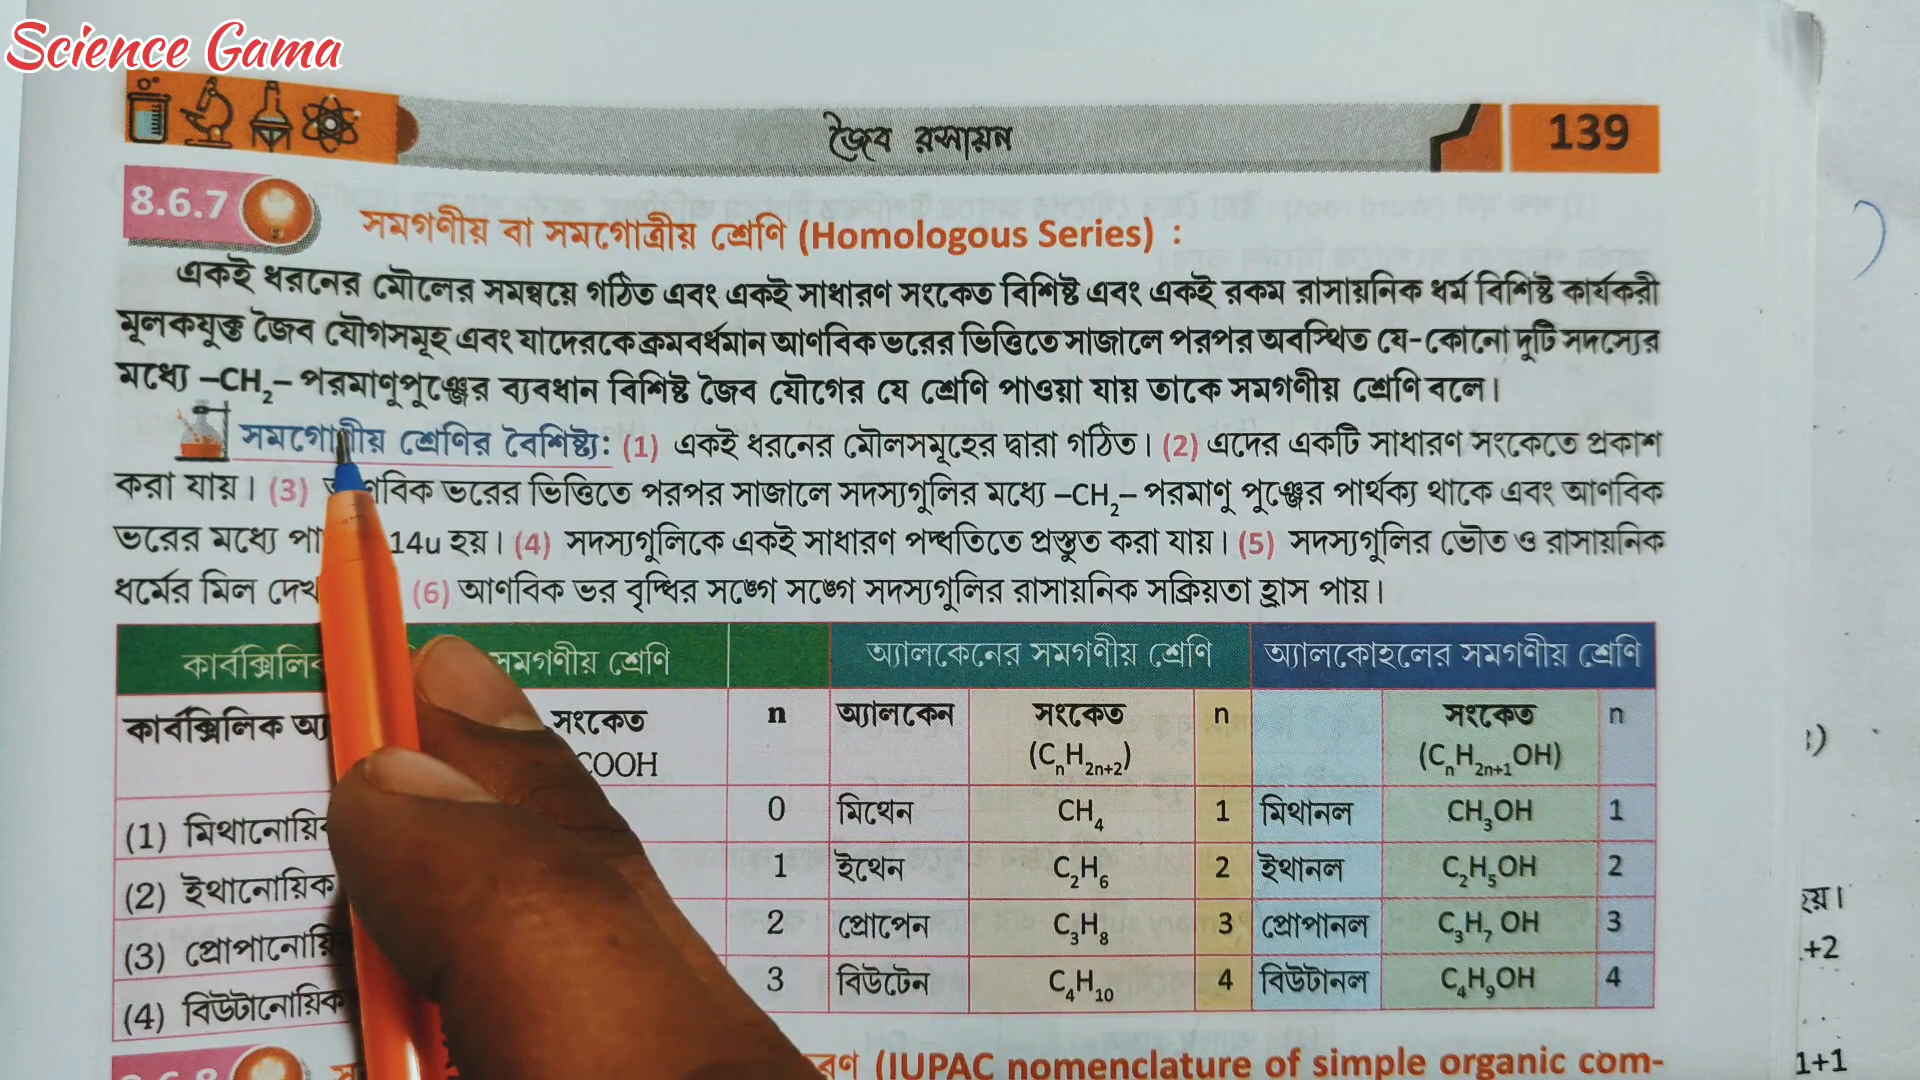 Science Gama
জৈব রসায়ন
139
8.6.7
সমগণীয় বা সমগোত্রীয় শ্রেণি (Homologous Series) :
একই ধরনের মৌলের সমন্বয়ে গঠিত এবং একই সাধারণ সংকেত বিশিষ্ট এবং একই রকম রাসায়নিক ধর্ম বিশিষ্ট কার্যকরী
মূলকযুক্ত জৈব যৌগসমূহ এবং যাদেরকে ক্রমবর্ধমান আণবিক ভরের ভিত্তিতে সাজালে পরপর অবস্থিত যে-কোনো দুটি সদস্যের
মধ্যে –CH₂– পরমাণুপুঞ্জের ব্যবধান বিশিষ্ট জৈব যৌগের যে শ্রেণি পাওয়া যায় তাকে সমগণীয় শ্রেণি বলে।
শ্রেণির বৈশিষ্ট্য: (1) একই ধরনের মৌলসমূহের দ্বারা গঠিত। (2) এদের একটি সাধারণ সংকেতে প্রকাশ
করা যায়। (3) ভরের ভিত্তিতে পরপর সাজালে সদস্যগুলির মধ্যে –CH₂– পরমাণু পুঞ্জের পার্থক্য থাকে এবং আণবিক
ভরের মধ্যে 14u হয়। (4) সদস্যগুলিকে একই সাধারণ পদ্ধতিতে প্রস্তুত করা যায়। (5) সদস্যগুলির ভৌত ও রাসায়নিক
ধর্মের মিল (6) আণবিক ভর বৃদ্ধির সঙ্গে সঙ্গে সদস্যগুলির রাসায়নিক সক্রিয়তা হ্রাস পায়।
সমগণীয় শ্রেণি অ্যালকেনের সমগণীয় শ্রেণি অ্যালকোহলের সমগণীয় শ্রেণি
কার্বক্সিলিক সংকেত n অ্যালকেন সংকেত n সংকেত n
COOH (CₙH₂ₙ₊₂) (CₙH₂ₙ₊₁OH)
(1) 0 মিথেন CH₄ 1 মিথানল CH₃OH 1
(2) ইথানোয়িক 1 ইথেন C₂H₆ 2 ইথানল C₂H₅OH 2
(3) 2 প্রোপেন C₃H₈ 3 প্রোপানল C₃H₇ OH 3
(4) বিউটানোয়িক 3 বিউটেন C₄H₁₀ 4 বিউটানল C₄H₉OH 4
(IUPAC nomenclature of simple organic com-
+2
1+1